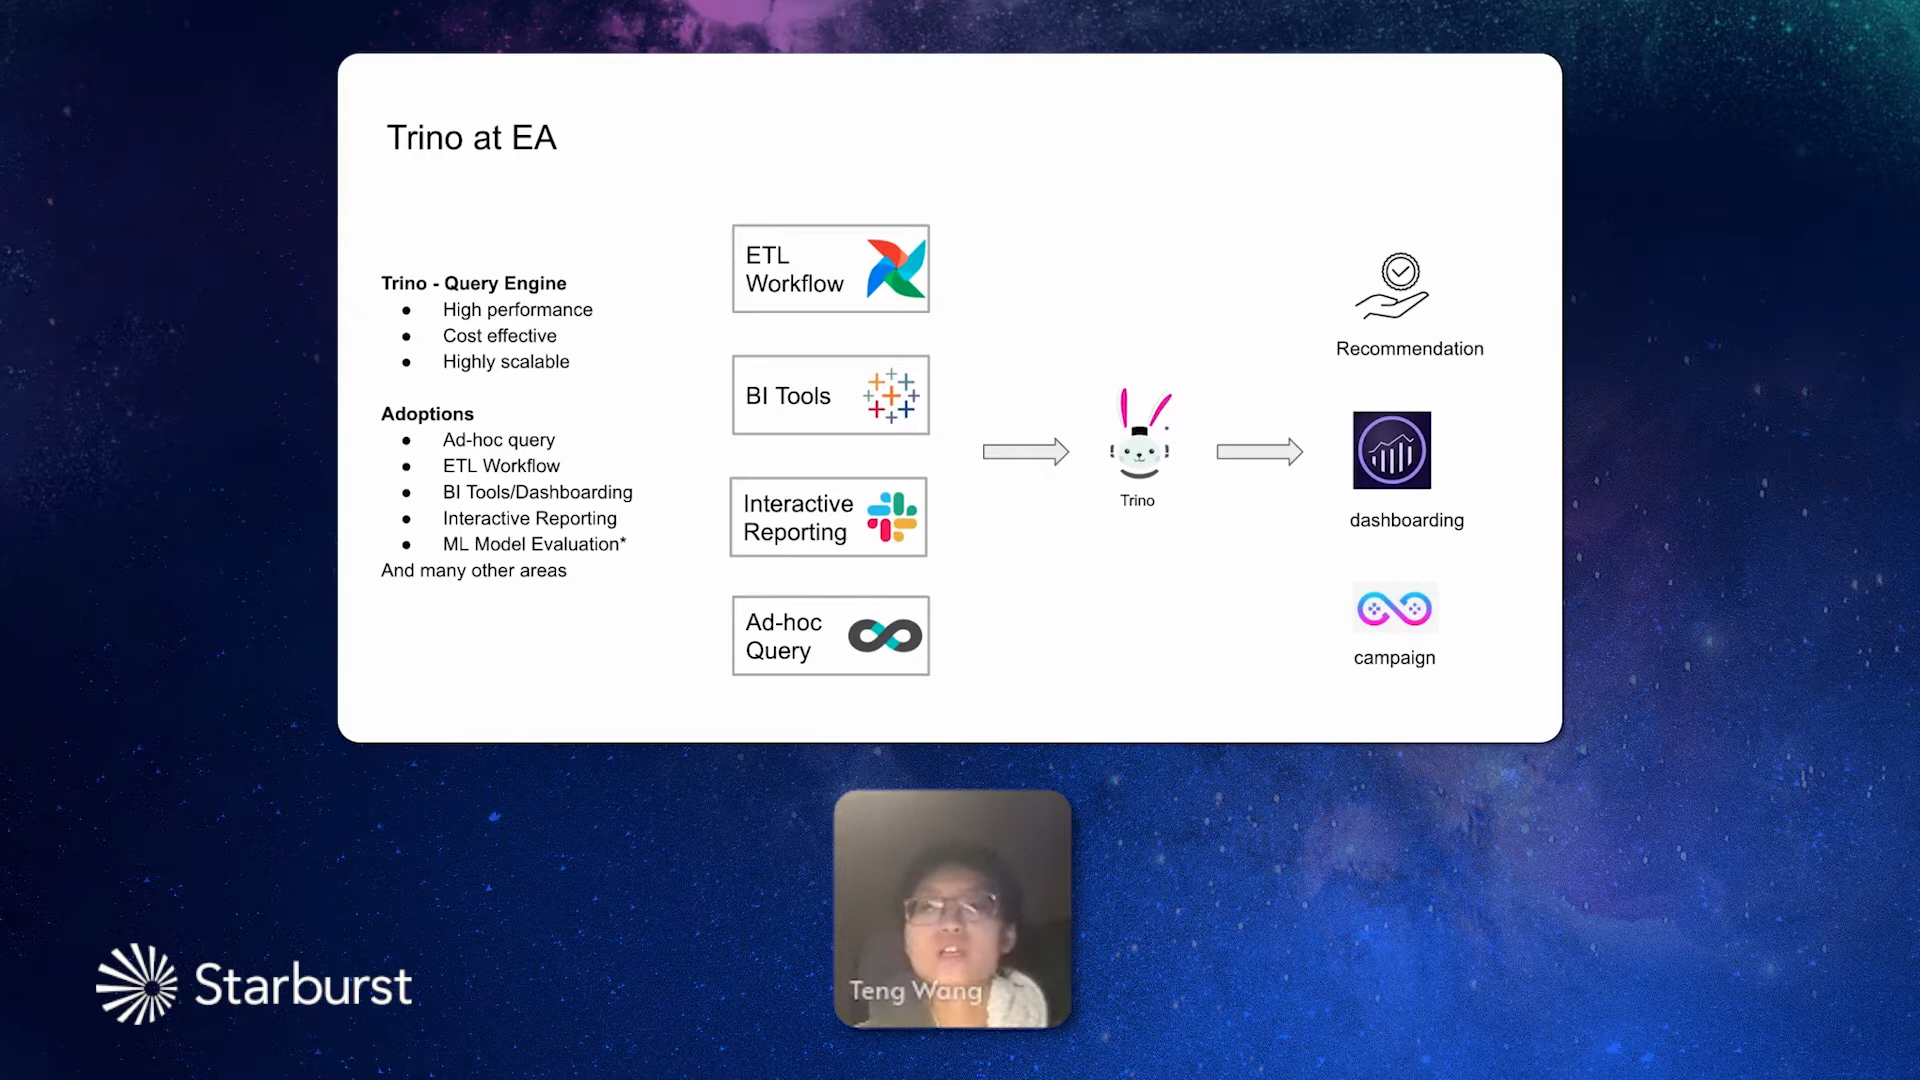 Trino at EA
Trino - Query Engine
● High performance
● Cost effective
● Highly scalable
Adoptions
● Ad-hoc query
● ETL Workflow
● BI Tools/Dashboarding
● Interactive Reporting
● ML Model Evaluation*
And many other areas
ETL
Workflow
BI Tools
Interactive
Reporting
Ad-hoc
Query
Trino
Recommendation
dashboarding
campaign
Teng Wang
Starburst